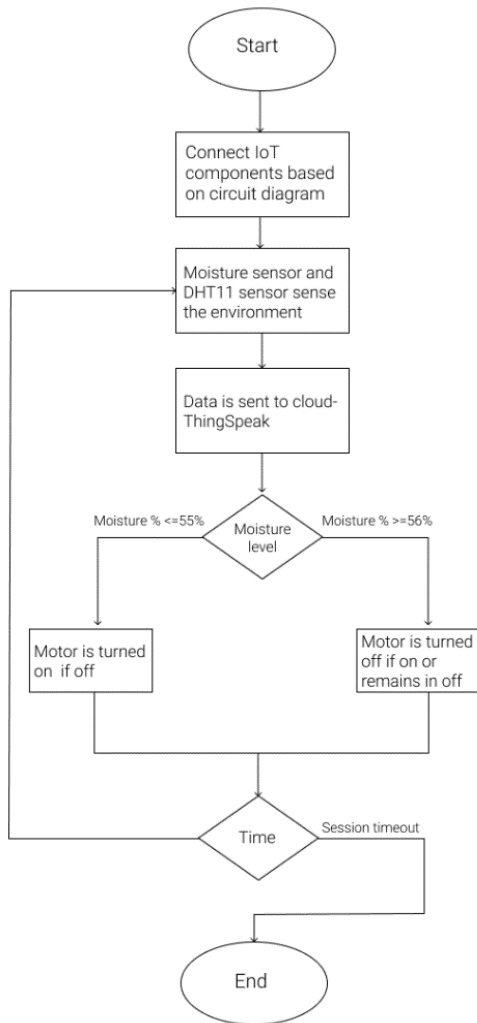 Start
Connect IoT
components based
on circuit diagram
Moisture sensor and
DHT11 sensor sense
the environment
Data is sent to cloud-
ThingSpeak
Moisture % <=55%
Moisture
level
Moisture % >=56%
Motor is turned
on if off
Motor is turned
off if on or
remains in off
Time
Session timeout
End